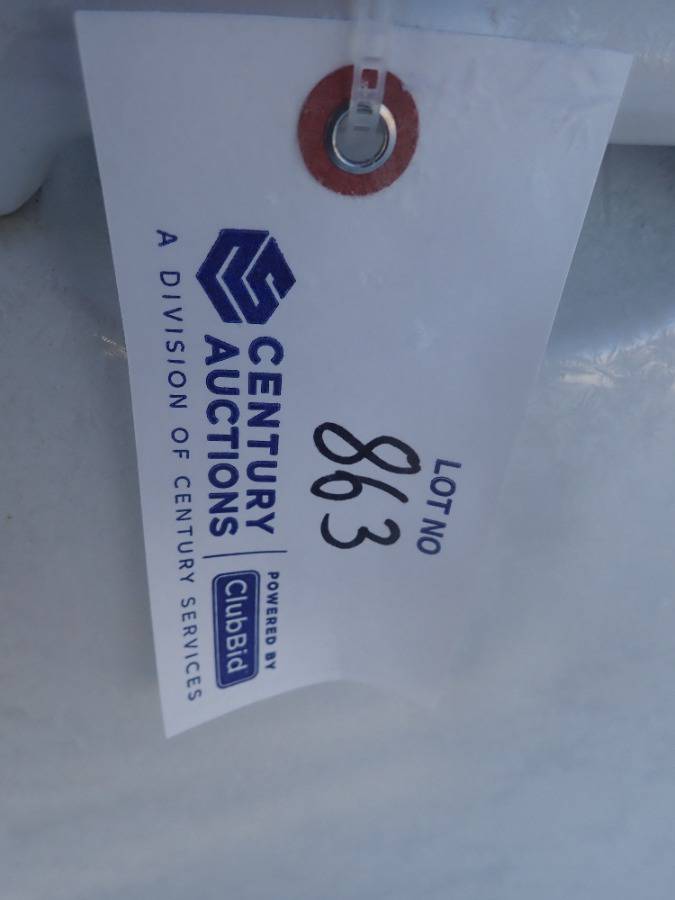 LOT NO
863
CENTURY
AUCTIONS
POWERED BY
ClubBid
A DIVISION OF CENTURY SERVICES